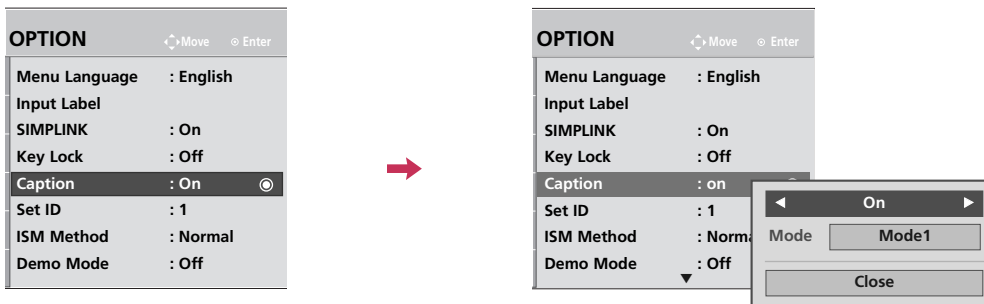 OPTION Move Enter
Menu Language : English
Input Label
SIMPLINK : On
Key Lock : Off
Caption : On
Set ID : 1
ISM Method : Normal
Demo Mode : Off
OPTION Move Enter
Menu Language : English
Input Label
SIMPLINK : On
Key Lock : Off
Caption : on
Set ID : 1
ISM Method : Norma
Demo Mode : Off
On
Mode Mode1
Close